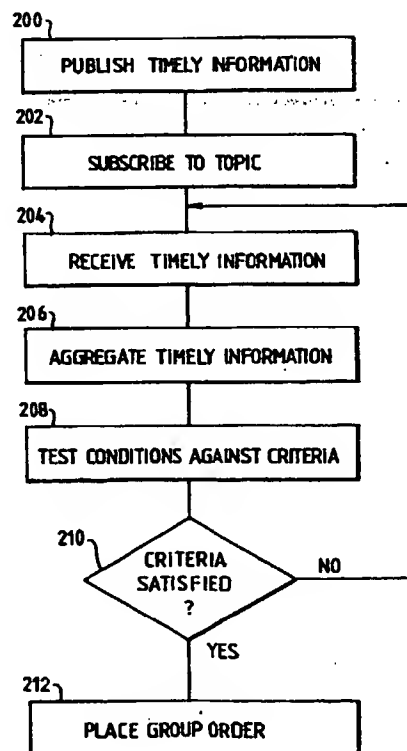 200
PUBLISH TIMELY INFORMATION
202
SUBSCRIBE TO TOPIC
204
RECEIVE TIMELY INFORMATION
206
AGGREGATE TIMELY INFORMATION
208
TEST CONDITIONS AGAINST CRITERIA
210
CRITERIA
SATISFIED
?
NO
YES
212
PLACE GROUP ORDER